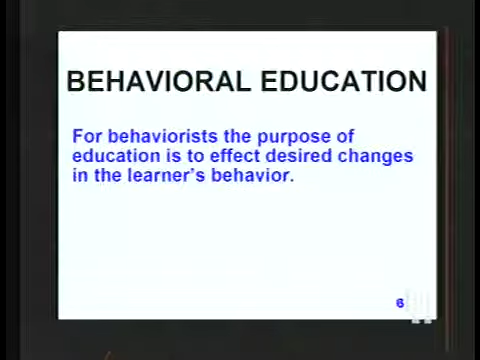 BEHAVIORAL EDUCATION
For behaviorists the purpose of
education is to effect desired changes
in the learner's behavior.
6